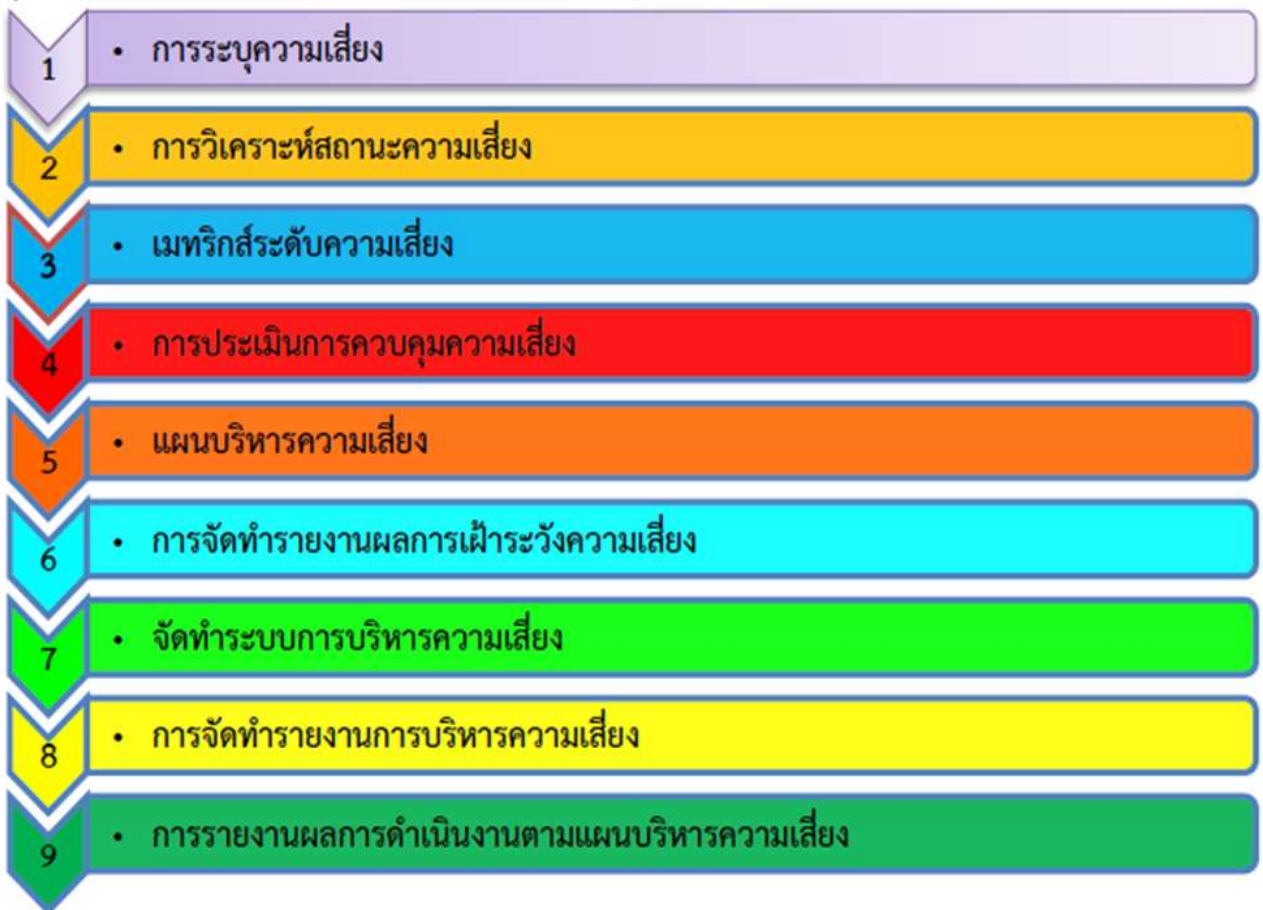 1 • การระบุความเสี่ยง
2 • การวิเคราะห์สถานะความเสี่ยง
3 • เมทริกส์ระดับความเสี่ยง
4 • การประเมินการควบคุมความเสี่ยง
5 • แผนบริหารความเสี่ยง
6 • การจัดทำรายงานผลการเฝ้าระวังความเสี่ยง
7 • จัดทำระบบการบริหารความเสี่ยง
8 • การจัดทำรายงานการบริหารความเสี่ยง
9 • การรายงานผลการดำเนินงานตามแผนบริหารความเสี่ยง